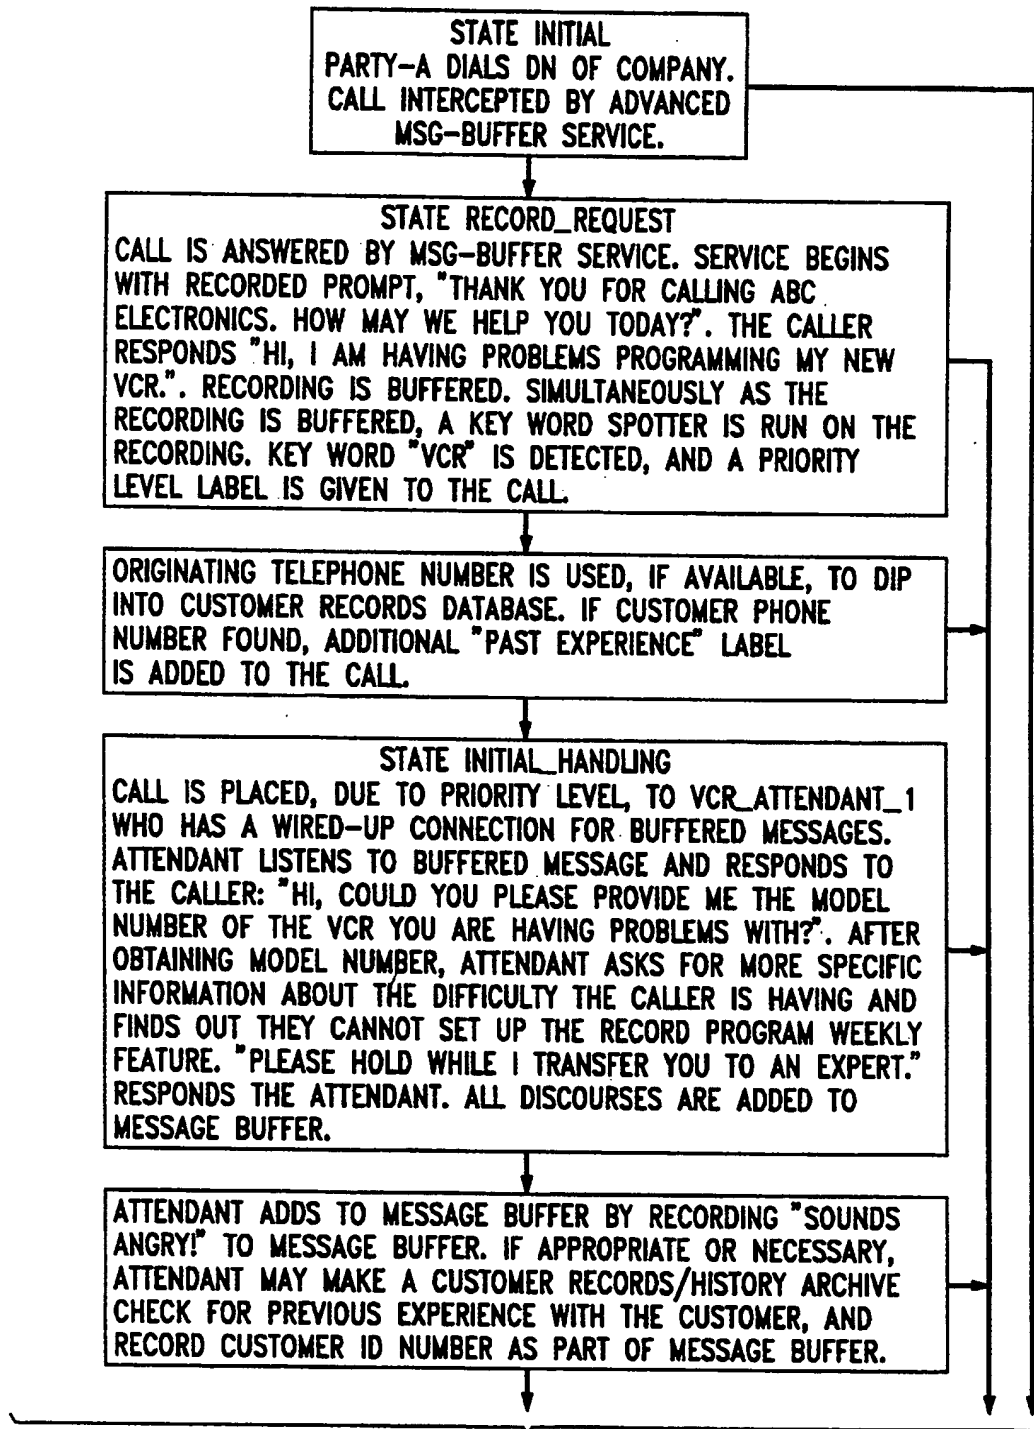 STATE INITIAL
PARTY-A DIALS DN OF COMPANY.
CALL INTERCEPTED BY ADVANCED
MSG-BUFFER SERVICE.
STATE RECORD_REQUEST
CALL IS ANSWERED BY MSG-BUFFER SERVICE. SERVICE BEGINS
WITH RECORDED PROMPT, "THANK YOU FOR CALLING ABC
ELECTRONICS. HOW MAY WE HELP YOU TODAY?". THE CALLER
RESPONDS "HI, I AM HAVING PROBLEMS PROGRAMMING MY NEW
VCR.". RECORDING IS BUFFERED. SIMULTANEOUSLY AS THE
RECORDING IS BUFFERED, A KEY WORD SPOTTER IS RUN ON THE
RECORDING. KEY WORD "VCR" IS DETECTED, AND A PRIORITY
LEVEL LABEL IS GIVEN TO THE CALL.
ORIGINATING TELEPHONE NUMBER IS USED, IF AVAILABLE, TO DIP
INTO CUSTOMER RECORDS DATABASE. IF CUSTOMER PHONE
NUMBER FOUND, ADDITIONAL "PAST EXPERIENCE" LABEL
IS ADDED TO THE CALL.
STATE INITIAL_HANDLING
CALL IS PLACED, DUE TO PRIORITY LEVEL, TO VCR_ATTENDANT_1
WHO HAS A WIRED-UP CONNECTION FOR BUFFERED MESSAGES.
ATTENDANT LISTENS TO BUFFERED MESSAGE AND RESPONDS TO
THE CALLER: "HI, COULD YOU PLEASE PROVIDE ME THE MODEL
NUMBER OF THE VCR YOU ARE HAVING PROBLEMS WITH?". AFTER
OBTAINING MODEL NUMBER, ATTENDANT ASKS FOR MORE SPECIFIC
INFORMATION ABOUT THE DIFFICULTY THE CALLER IS HAVING AND
FINDS OUT THEY CANNOT SET UP THE RECORD PROGRAM WEEKLY
FEATURE. "PLEASE HOLD WHILE I TRANSFER YOU TO AN EXPERT."
RESPONDS THE ATTENDANT. ALL DISCOURSES ARE ADDED TO
MESSAGE BUFFER.
ATTENDANT ADDS TO MESSAGE BUFFER BY RECORDING "SOUNDS
ANGRY!" TO MESSAGE BUFFER. IF APPROPRIATE OR NECESSARY,
ATTENDANT MAY MAKE A CUSTOMER RECORDS/HISTORY ARCHIVE
CHECK FOR PREVIOUS EXPERIENCE WITH THE CUSTOMER, AND
RECORD CUSTOMER ID NUMBER AS PART OF MESSAGE BUFFER.